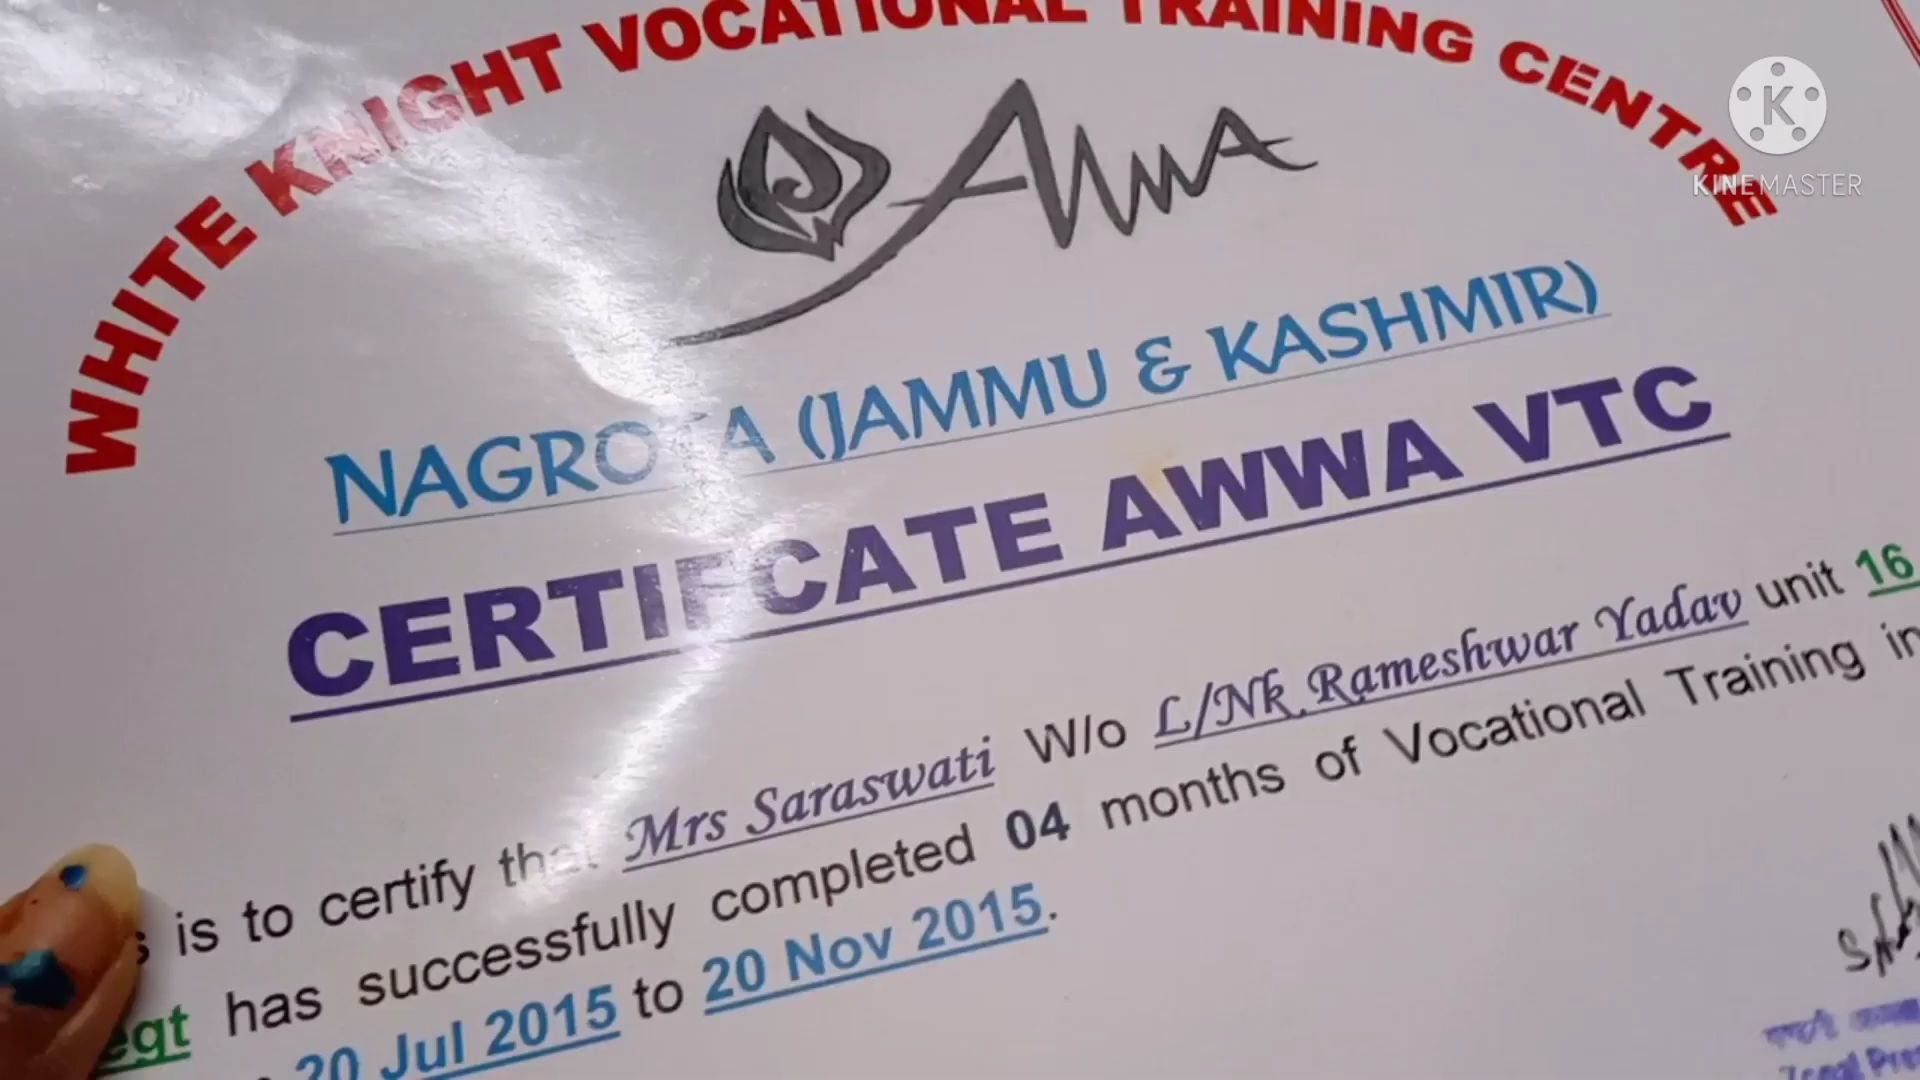 WHITE KNIGHT VOCATIONAL TRAINING CENTRE
AWWA
K
KINEMASTER
NAGROTA (JAMMU & KASHMIR)
CERTIFCATE AWWA VTC
is to certify that Mrs Saraswati W/o L/Nk Rameshwar Yadav unit 16
has successfully completed 04 months of Vocational Training in
20 Jul 2015 to 20 Nov 2015.